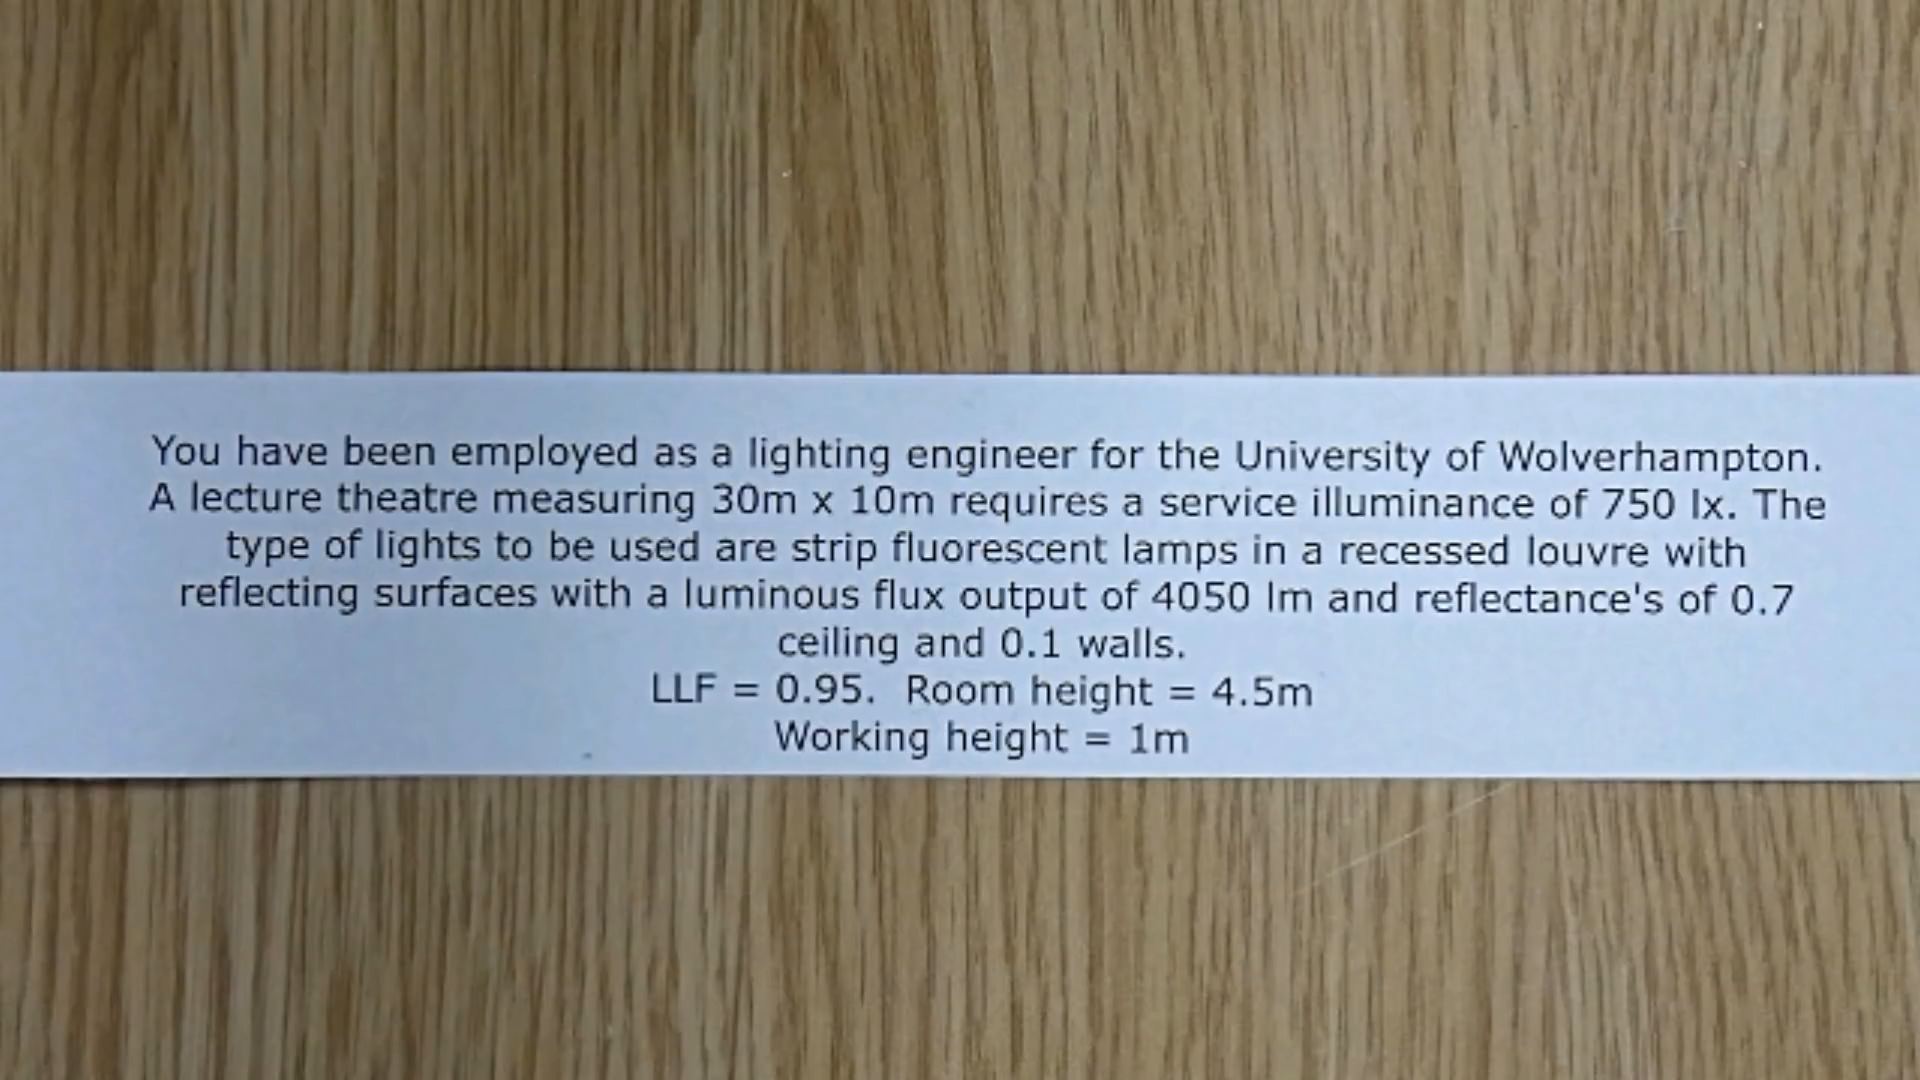 You have been employed as a lighting engineer for the University of Wolverhampton.
A lecture theatre measuring 30m x 10m requires a service illuminance of 750 lx. The
type of lights to be used are strip fluorescent lamps in a recessed louvre with
reflecting surfaces with a luminous flux output of 4050 lm and reflectance's of 0.7
ceiling and 0.1 walls.
LLF = 0.95. Room height = 4.5m
Working height = 1m